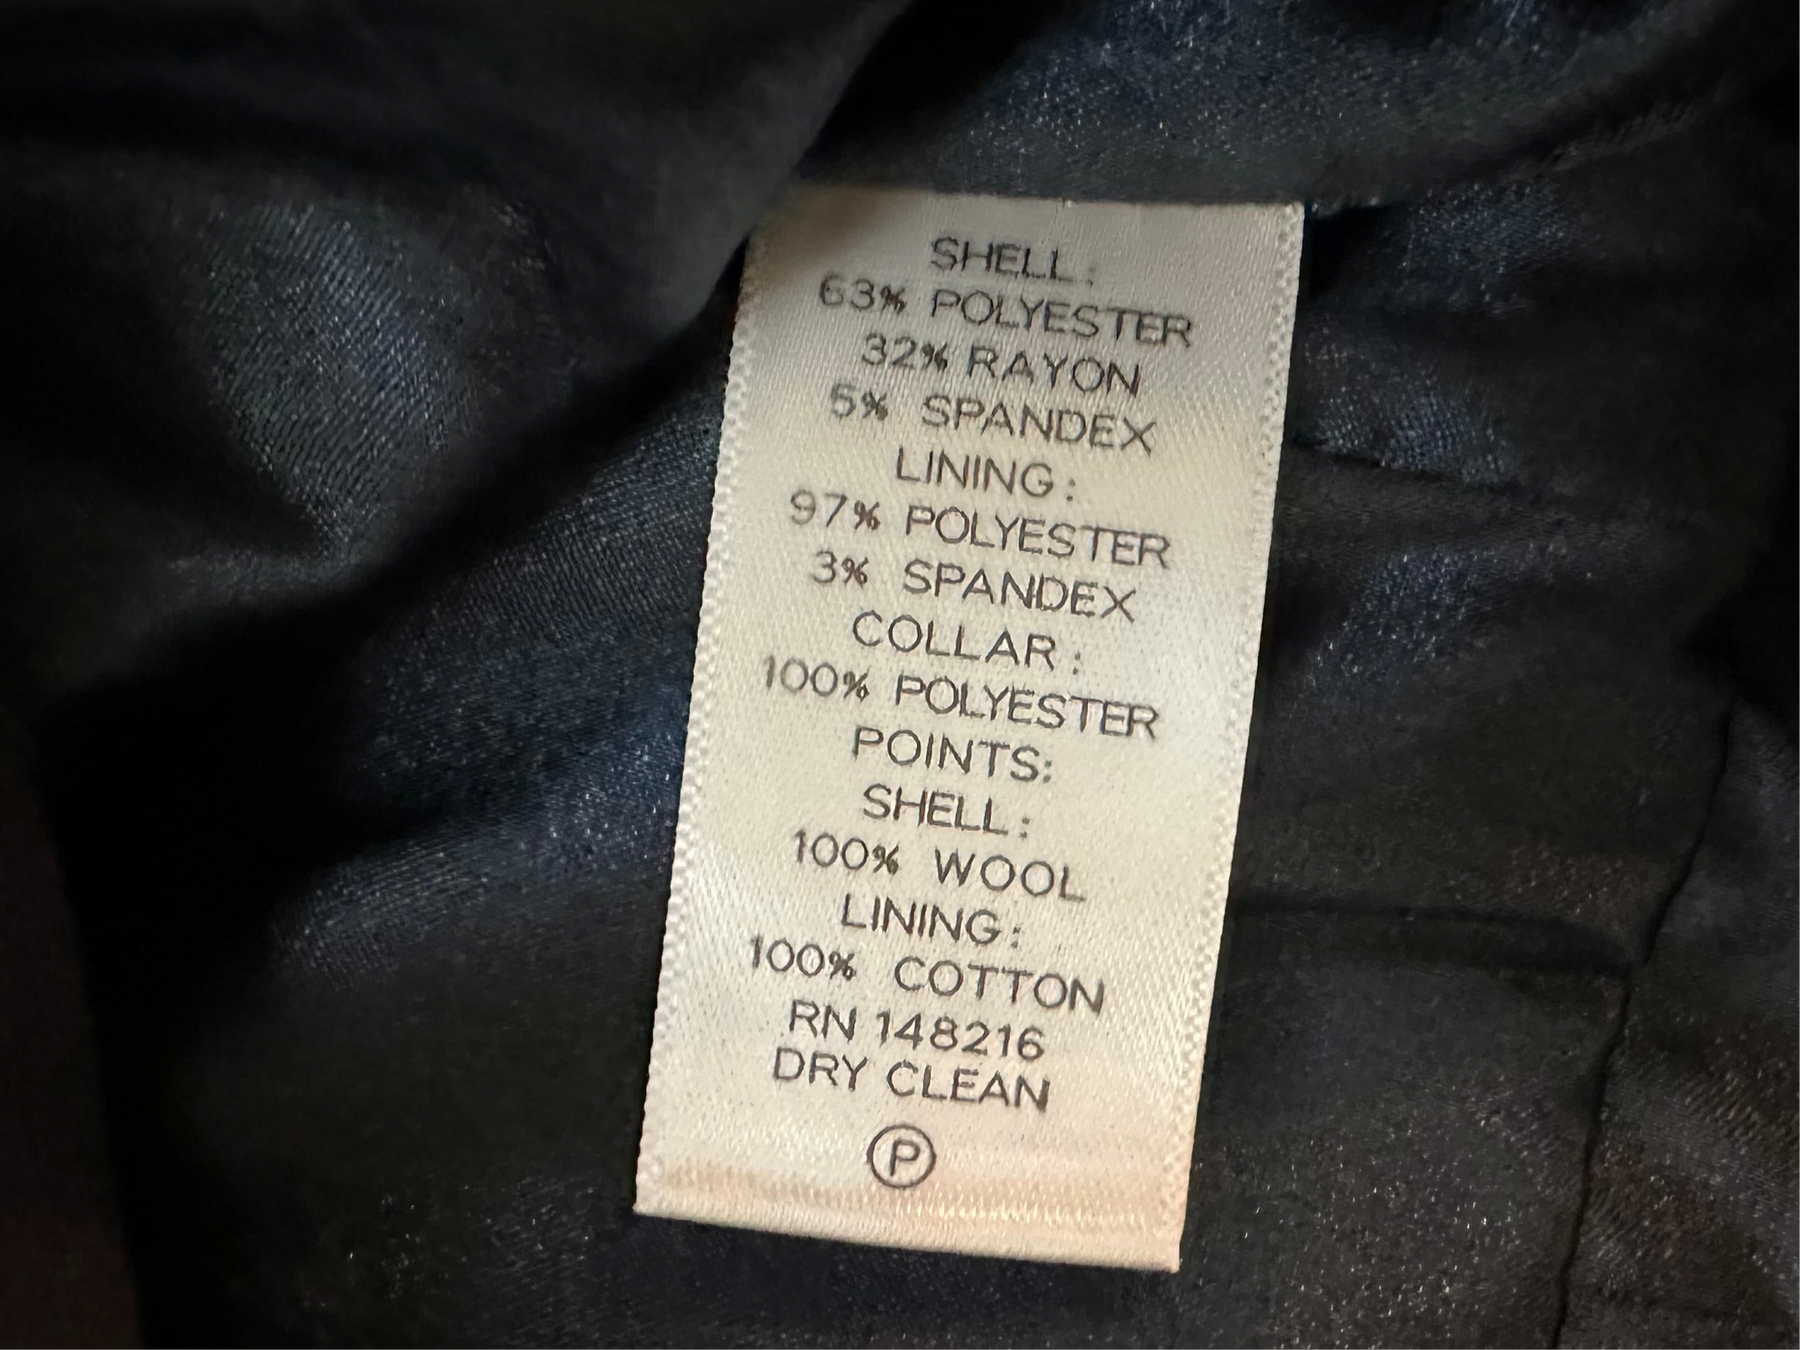 SHELL:
63% POLYESTER
32% RAYON
5% SPANDEX
LINING:
97% POLYESTER
3% SPANDEX
COLLAR:
100% POLYESTER
POINTS:
SHELL:
100% WOOL
LINING:
100% COTTON
RN 148216
DRY CLEAN
P